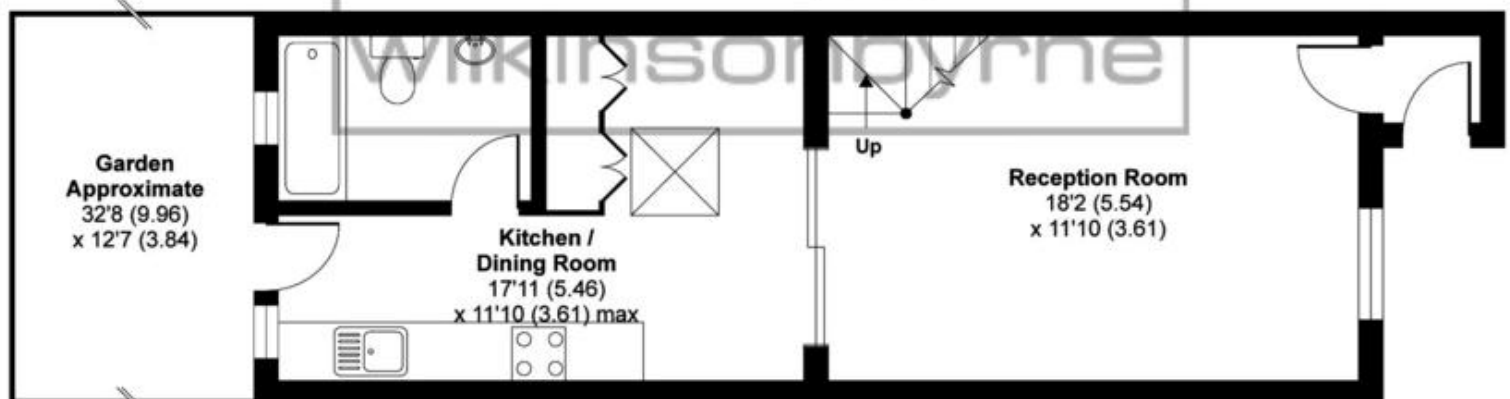 wilkinsonbyrne
Garden
Approximate
32'8 (9.96)
x 12'7 (3.84)
Kitchen /
Dining Room
17'11 (5.46)
x 11'10 (3.61) max
Up
Reception Room
18'2 (5.54)
x 11'10 (3.61)